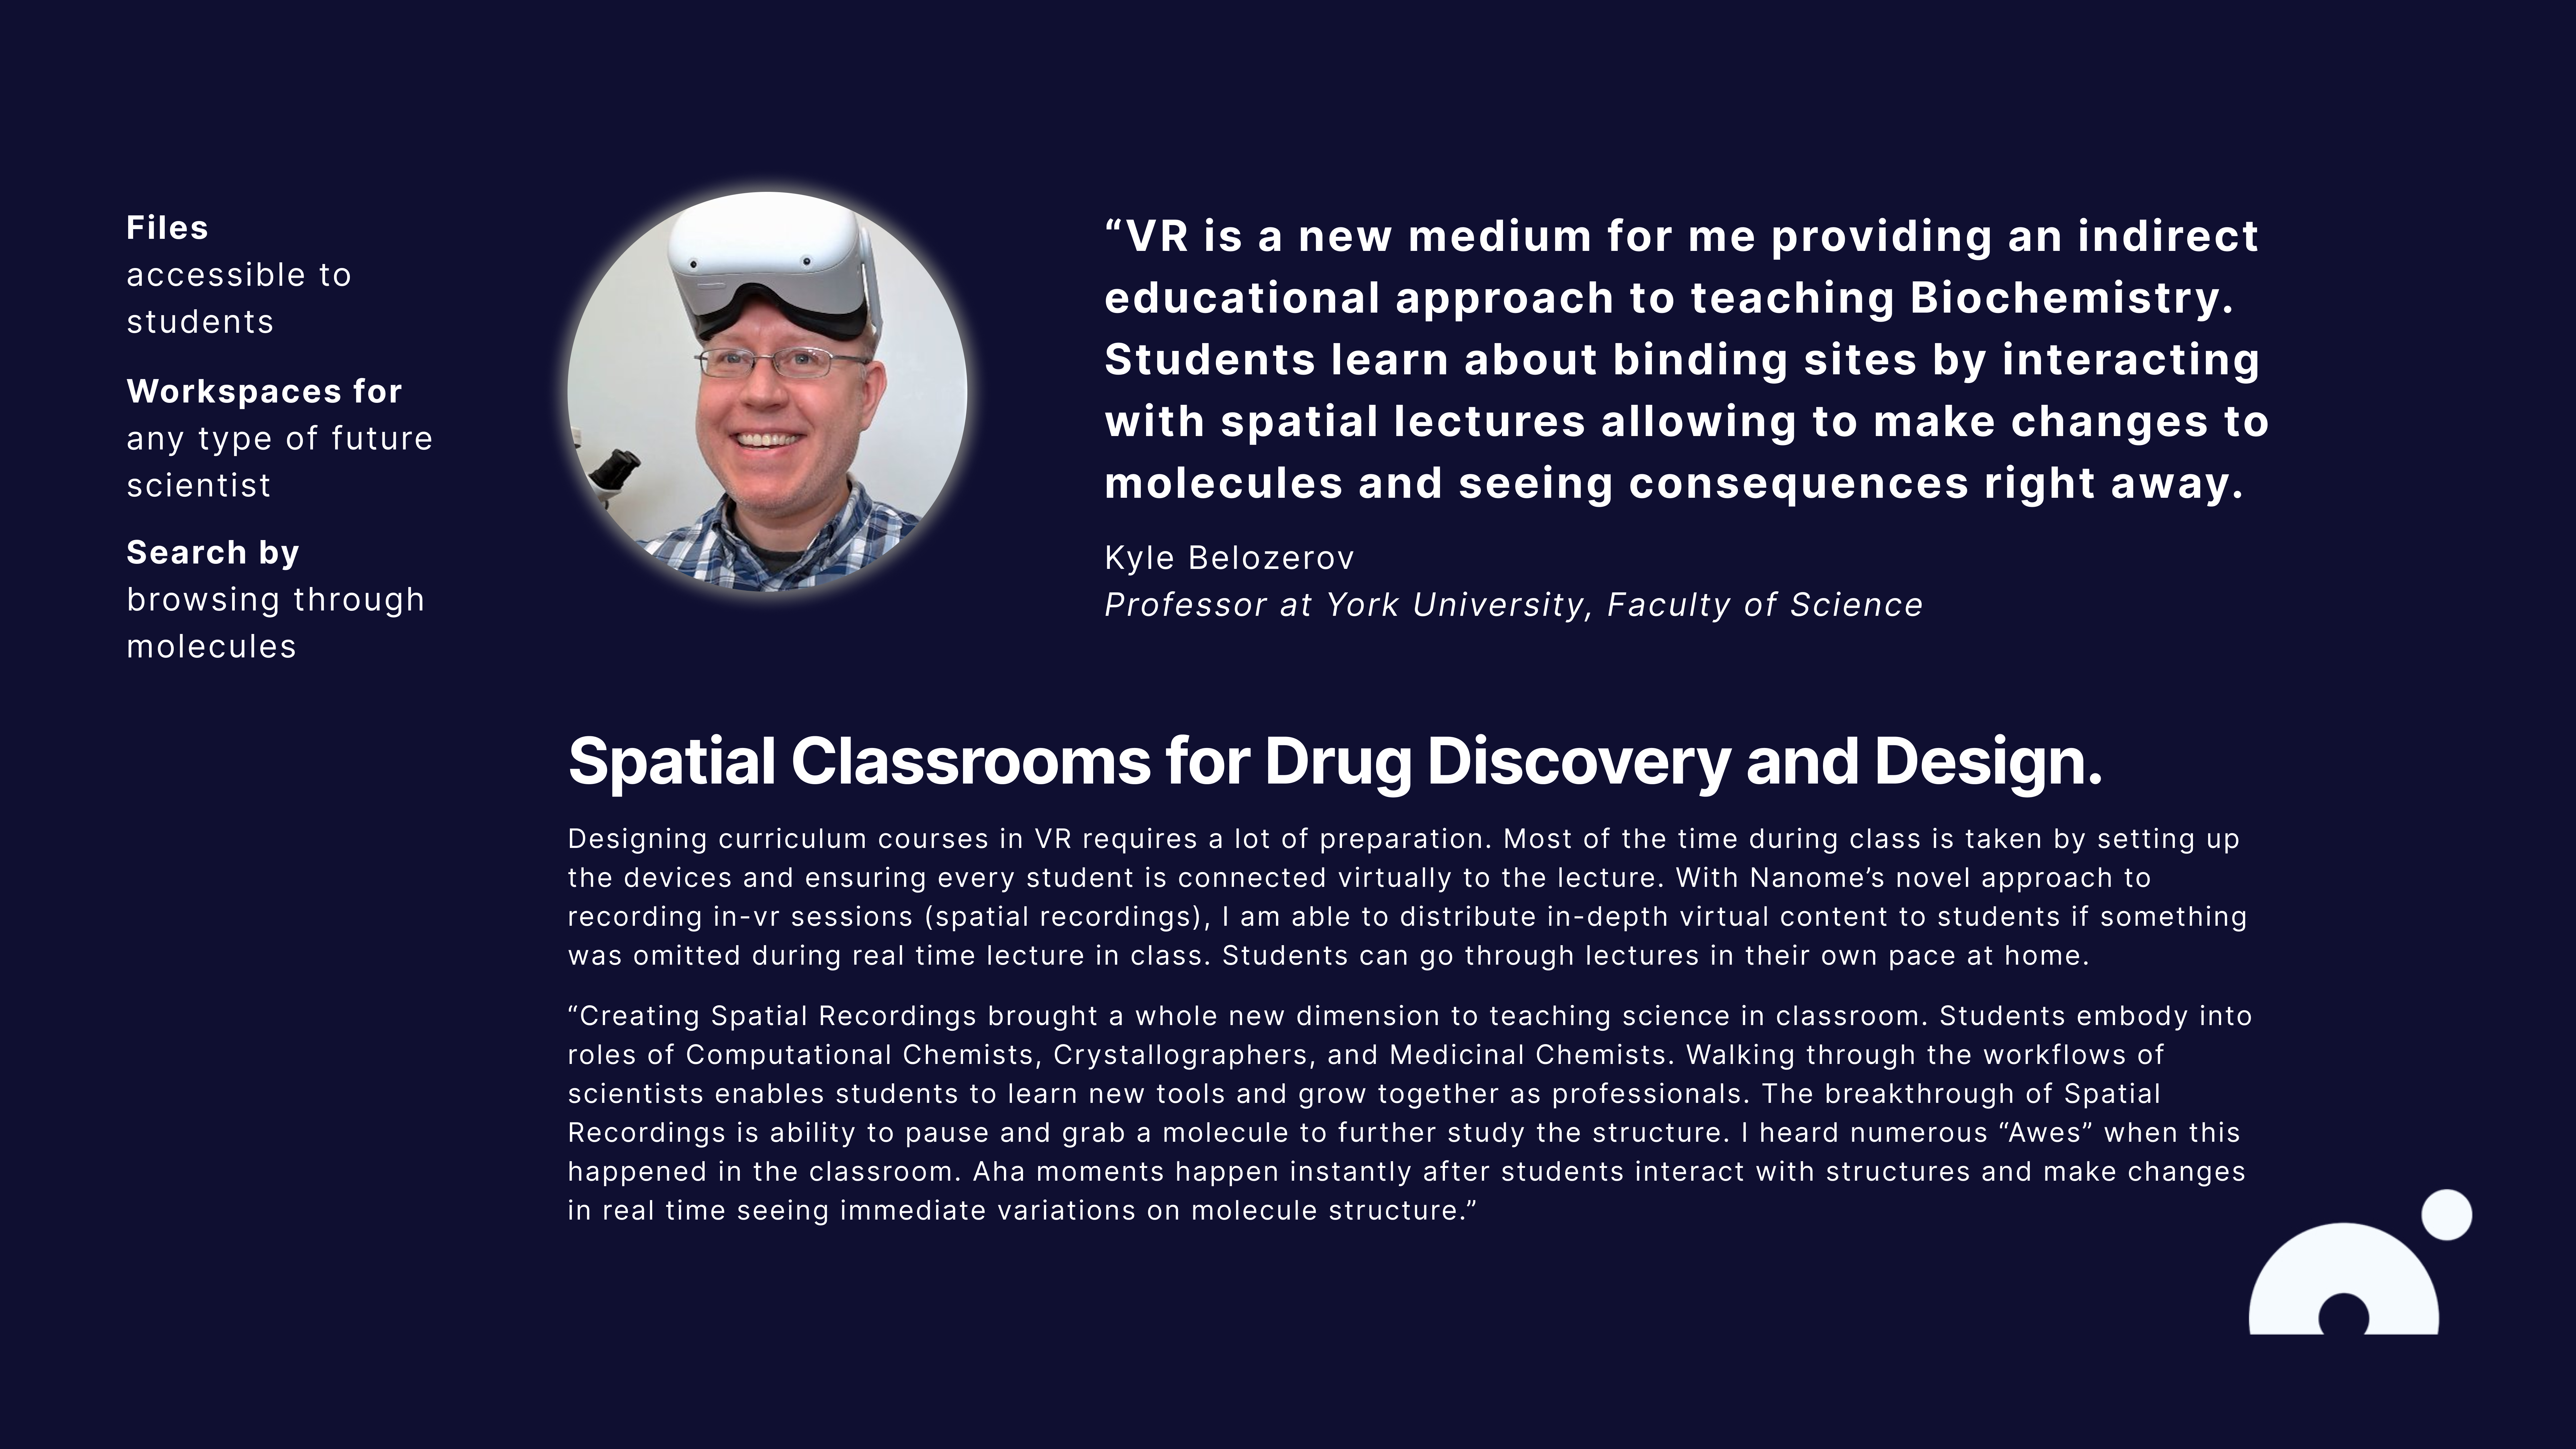 Files
accessible to
students
Workspaces for
any type of future
scientist
Search by
browsing through
molecules
“VR is a new medium for me providing an indirect
educational approach to teaching Biochemistry.
Students learn about binding sites by interacting
with spatial lectures allowing to make changes to
molecules and seeing consequences right away.
Kyle Belozerov
Professor at York University, Faculty of Science
Spatial Classrooms for Drug Discovery and Design.
Designing curriculum courses in VR requires a lot of preparation. Most of the time during class is taken by setting up
the devices and ensuring every student is connected virtually to the lecture. With Nanome’s novel approach to
recording in-vr sessions (spatial recordings), I am able to distribute in-depth virtual content to students if something
was omitted during real time lecture in class. Students can go through lectures in their own pace at home.
“Creating Spatial Recordings brought a whole new dimension to teaching science in classroom. Students embody into
roles of Computational Chemists, Crystallographers, and Medicinal Chemists. Walking through the workflows of
scientists enables students to learn new tools and grow together as professionals. The breakthrough of Spatial
Recordings is ability to pause and grab a molecule to further study the structure. I heard numerous “Awes” when this
happened in the classroom. Aha moments happen instantly after students interact with structures and make changes
in real time seeing immediate variations on molecule structure.”